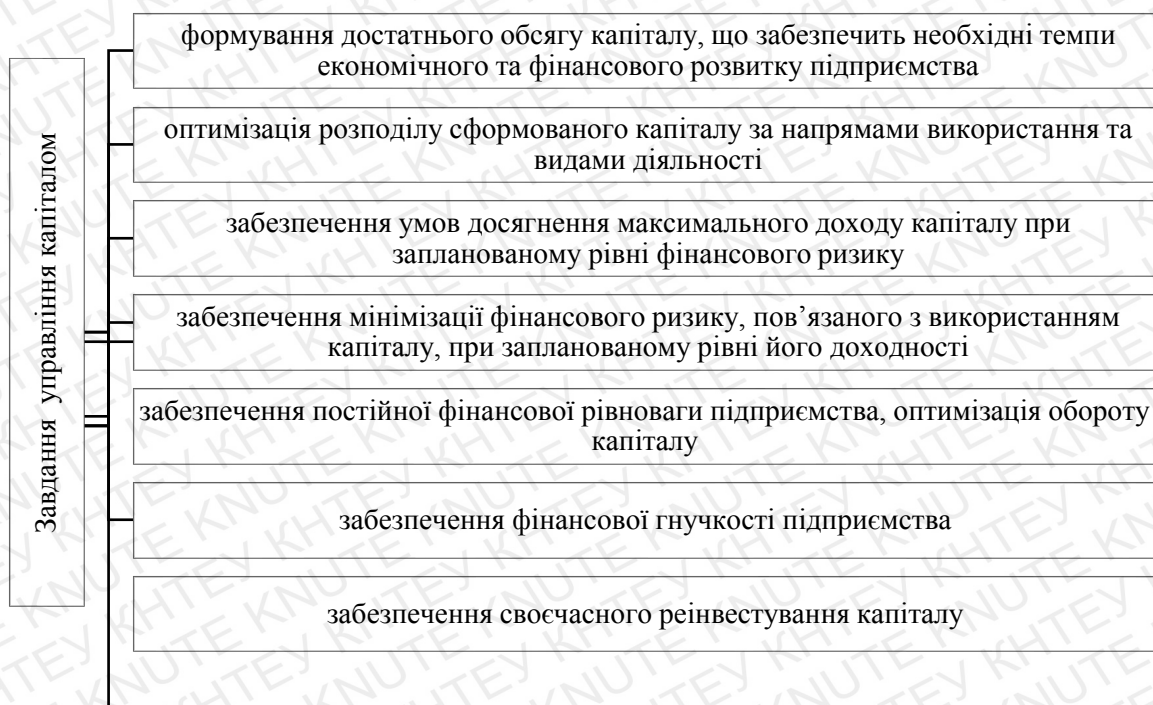 Завдання управління капіталом
формування достатнього обсягу капіталу, що забезпечить необхідні темпи
економічного та фінансового розвитку підприємства
оптимізація розподілу сформованого капіталу за напрямами використання та
видами діяльності
забезпечення умов досягнення максимального доходу капіталу при
запланованому рівні фінансового ризику
забезпечення мінімізації фінансового ризику, пов’язаного з використанням
капіталу, при запланованому рівні його доходності
забезпечення постійної фінансової рівноваги підприємства, оптимізація обороту
капіталу
забезпечення фінансової гнучкості підприємства
забезпечення своєчасного реінвестування капіталу